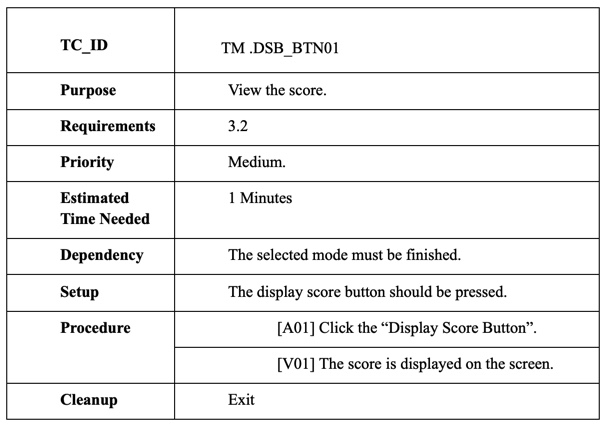 TC_ID
TM .DSB_BTN01
Purpose
View the score.
Requirements
3.2
Priority
Medium.
Estimated
Time Needed
1 Minutes
Dependency
The selected mode must be finished.
Setup
The display score button should be pressed.
Procedure
[A01] Click the “Display Score Button”.
[V01] The score is displayed on the screen.
Cleanup
Exit